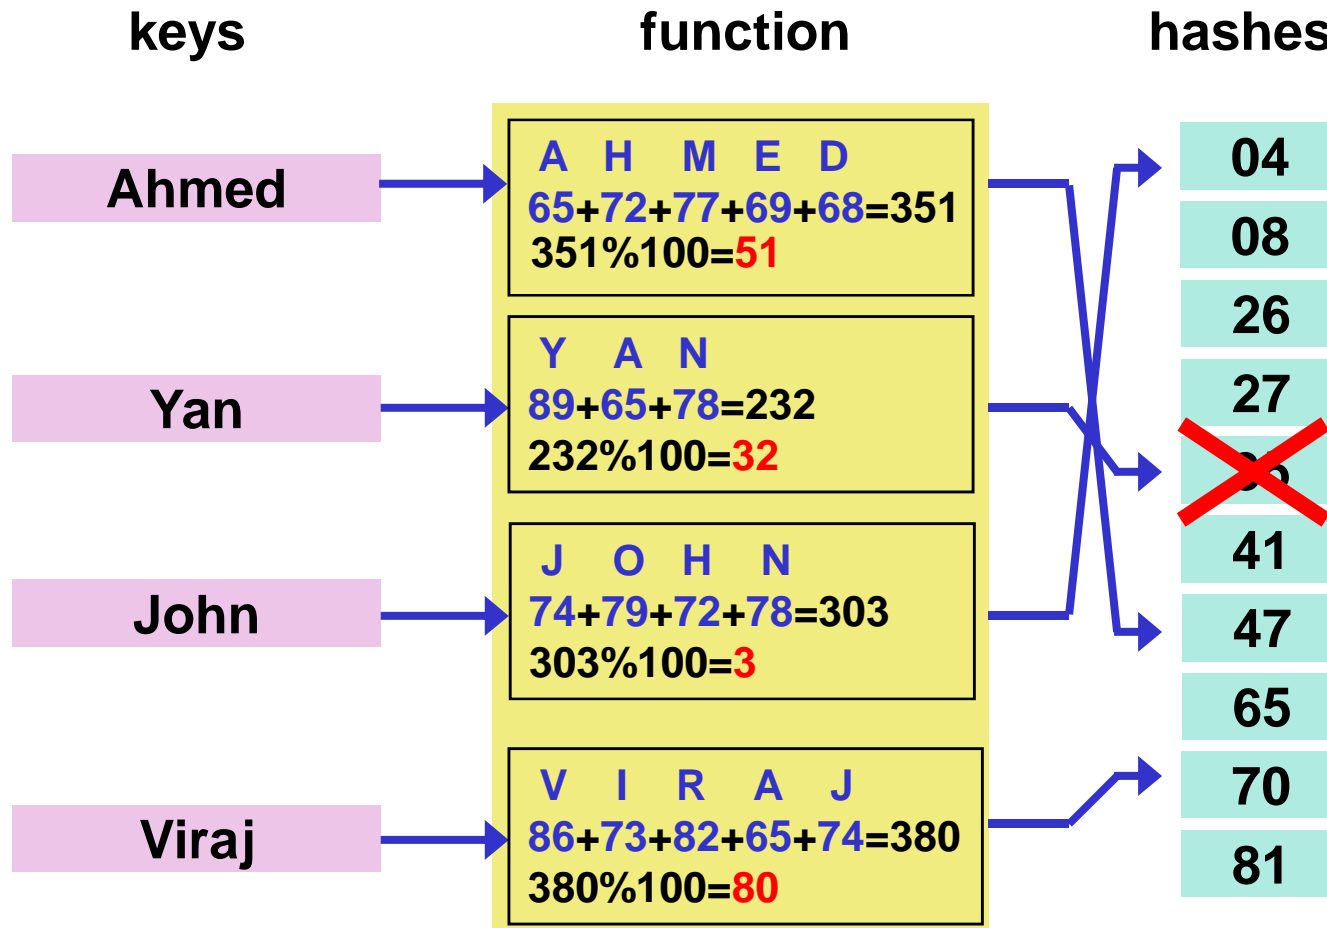 keys function hashes
Ahmed
A H M E D
65+72+77+69+68=351
351%100=51
Yan
Y A N
89+65+78=232
232%100=32
John
J O H N
74+79+72+78=303
303%100=3
Viraj
V I R A J
86+73+82+65+74=380
380%100=80
04
08
26
27
41
47
65
70
81